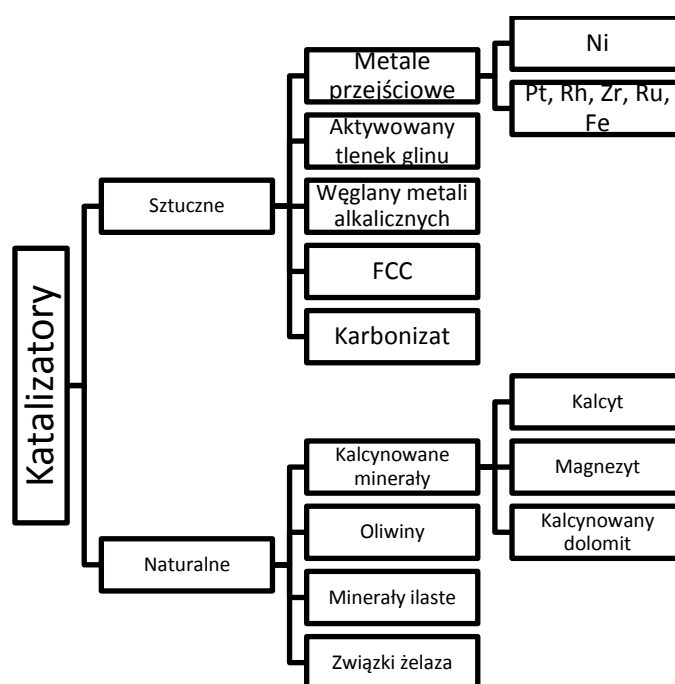 Katalizatory
Sztuczne
Metale
przejściowe
Ni
Pt, Rh, Zr, Ru,
Fe
Aktywowany
tlenek glinu
Węglany metali
alkalicznych
FCC
Karbonizat
Naturalne
Kalcynowane
minerały
Kalcyt
Magnezyt
Kalcynowany
dolomit
Oliwiny
Minerały ilaste
Związki żelaza